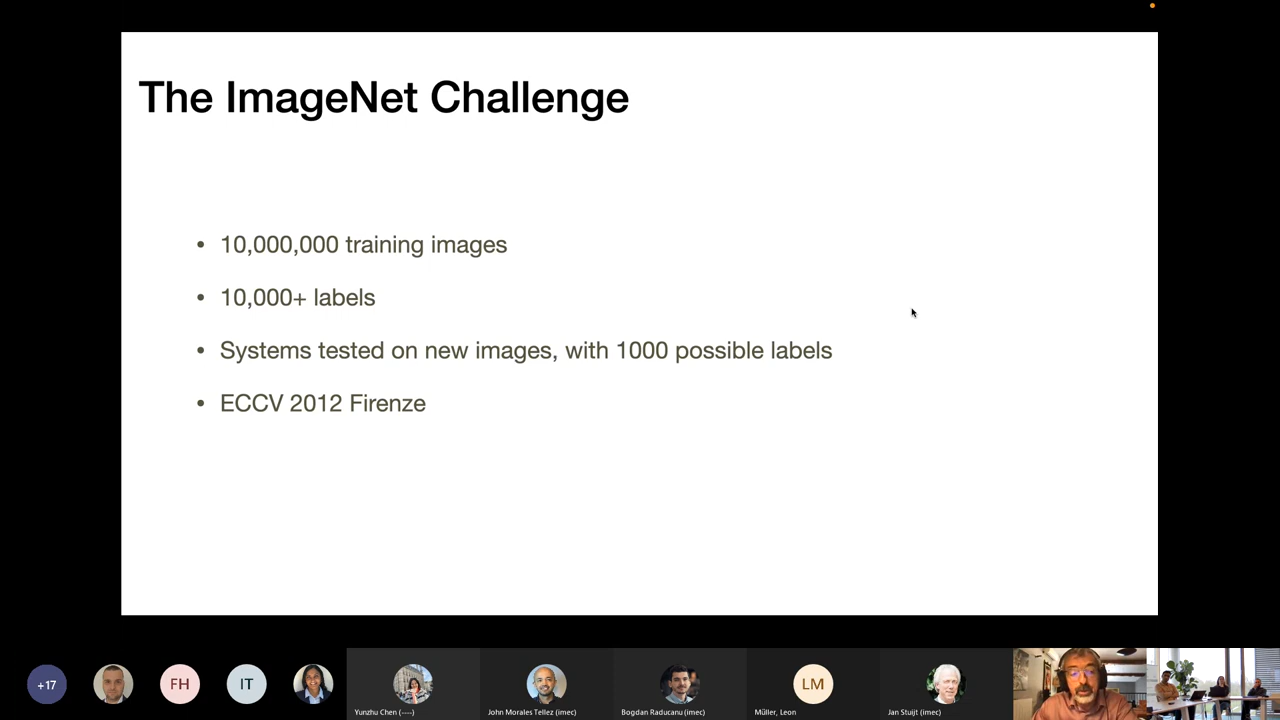 The ImageNet Challenge
• 10,000,000 training images
• 10,000+ labels
• Systems tested on new images, with 1000 possible labels
• ECCV 2012 Firenze
+17
FH
IT
LM
Yunzhu Chen (----)
John Morales Tellez (imec)
Bogdan Raducanu (imec)
Müller, Leon
Jan Stuijt (imec)